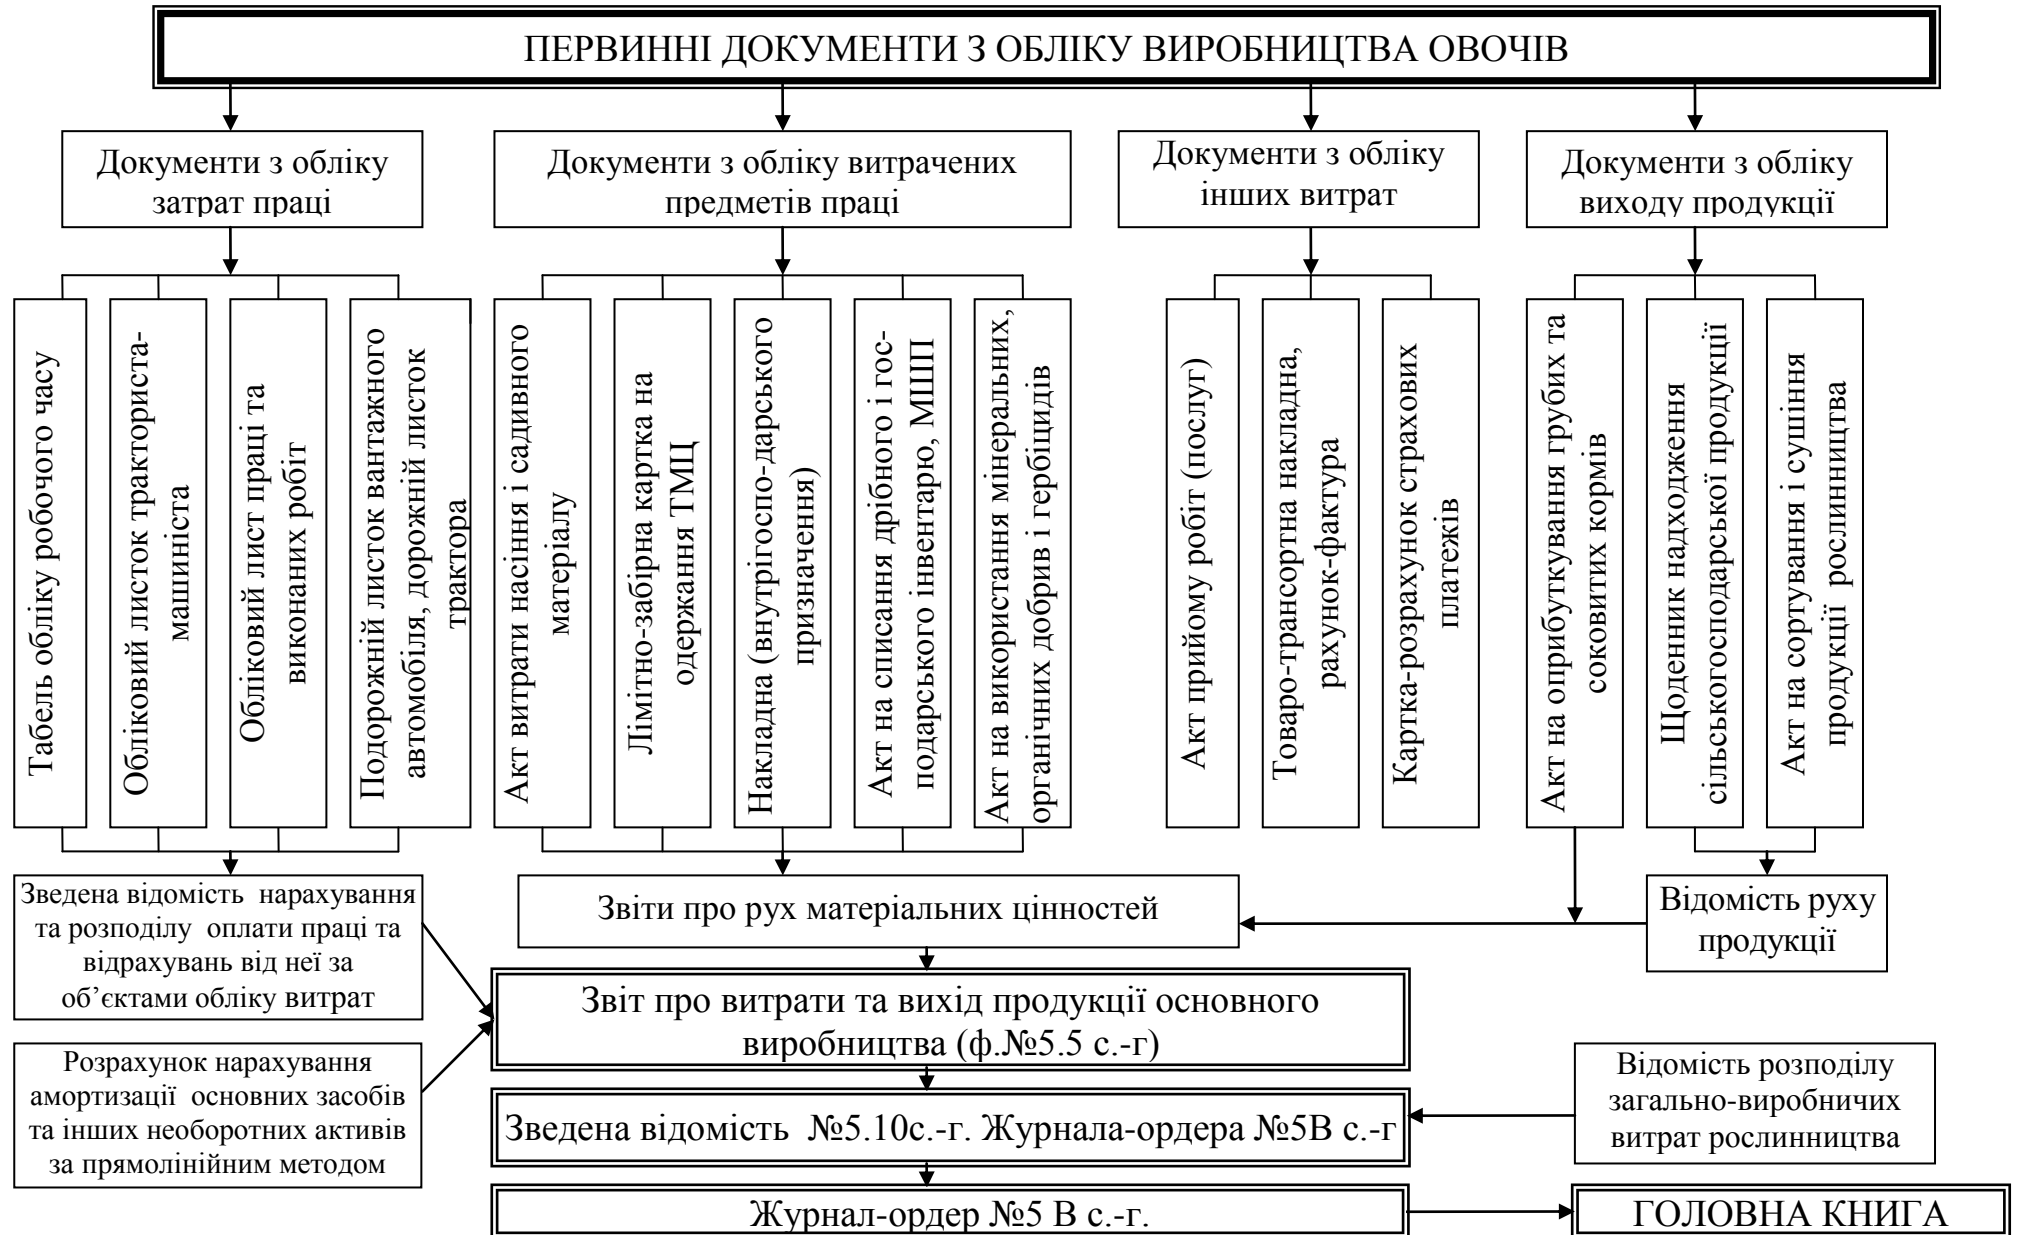 ПЕРВИННІ ДОКУМЕНТИ З ОБЛІКУ ВИРОБНИЦТВА ОВОЧІВ
Документи з обліку
затрат праці
Документи з обліку витрачених
предметів праці
Документи з обліку
інших витрат
Документи з обліку
виходу продукції
Табель обліку робочого часу
Обліковий листок тракториста-
машиніста
Обліковий лист праці та
виконаних робіт
Подорожній листок вантажного
автомобіля, дорожній листок
трактора
Акт витрати насіння і садивного
матеріалу
Лімітно-забірна картка на
одержання ТМЦ
Накладна (внутрігоспо-дарського
призначення)
Акт на списання дрібного і гос-
подарського інвентарю, МШП
Акт на використання мінеральних,
органічних добрив і гербіцидів
Акт прийому робіт (послуг)
Товаро-трансортна накладна,
рахунок-фактура
Картка-розрахунок страхових
платежів
Акт на оприбуткування грубих та
соковитих кормів
Щоденник надходження
сільськогосподарської продукції
Акт на сортування і сушіння
продукції рослинництва
Зведена відомість нарахування
та розподілу оплати праці та
відрахувань від неї за
об’єктами обліку витрат
Звіти про рух матеріальних цінностей
Відомість руху
продукції
Звіт про витрати та вихід продукції основного
виробництва (ф.№5.5 с.-г)
Розрахунок нарахування
амортизації основних засобів
та інших необоротних активів
за прямолінійним методом
Зведена відомість №5.10с.-г. Журнала-ордера №5В с.-г
Відомість розподілу
загально-виробничих
витрат рослинництва
Журнал-ордер №5 В с.-г.
ГОЛОВНА КНИГА